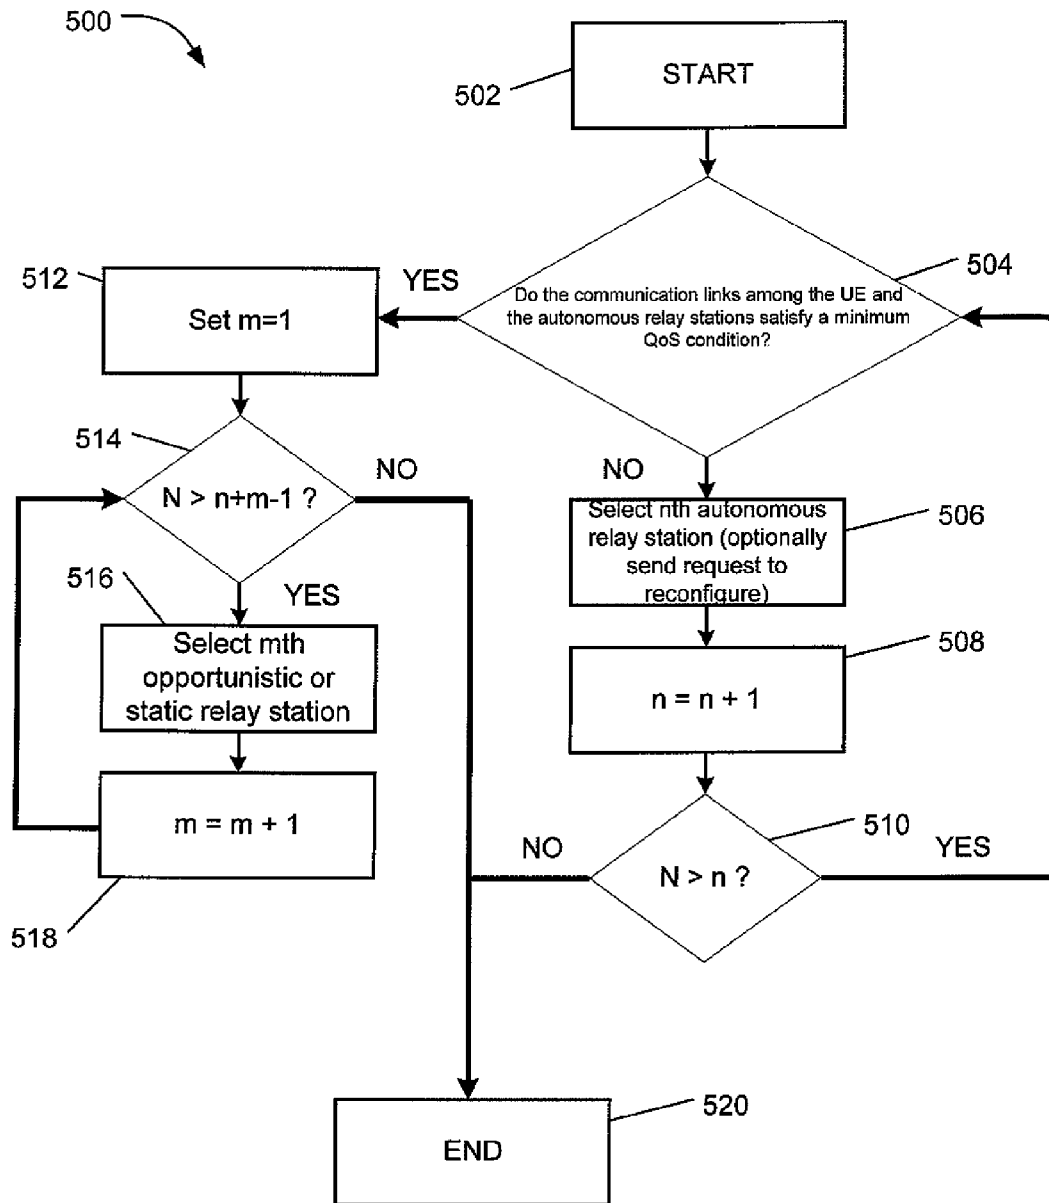 500
502
START
504
Do the communication links among the UE and
the autonomous relay stations satisfy a minimum
QoS condition?
YES
512
Set m=1
514
N > n+m-1 ?
NO
YES
516
Select mth
opportunistic or
static relay station
m = m + 1
518
NO
Select nth autonomous
relay station (optionally
send request to
reconfigure)
506
508
n = n + 1
510
N > n ?
NO
YES
520
END